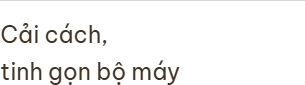 Cải cách,
tinh gọn bộ máy